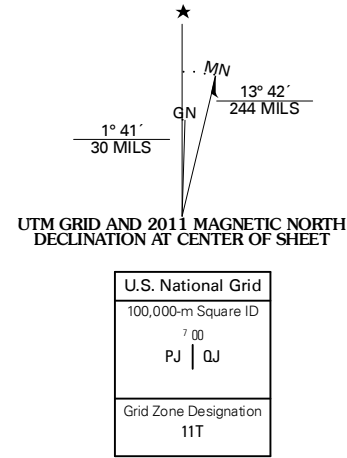 MN
GN
13° 42´
244 MILS
1° 41´
30 MILS
UTM GRID AND 2011 MAGNETIC NORTH
DECLINATION AT CENTER OF SHEET
U.S. National Grid
100,000-m Square ID
7 00
PJ QJ
Grid Zone Designation
11T